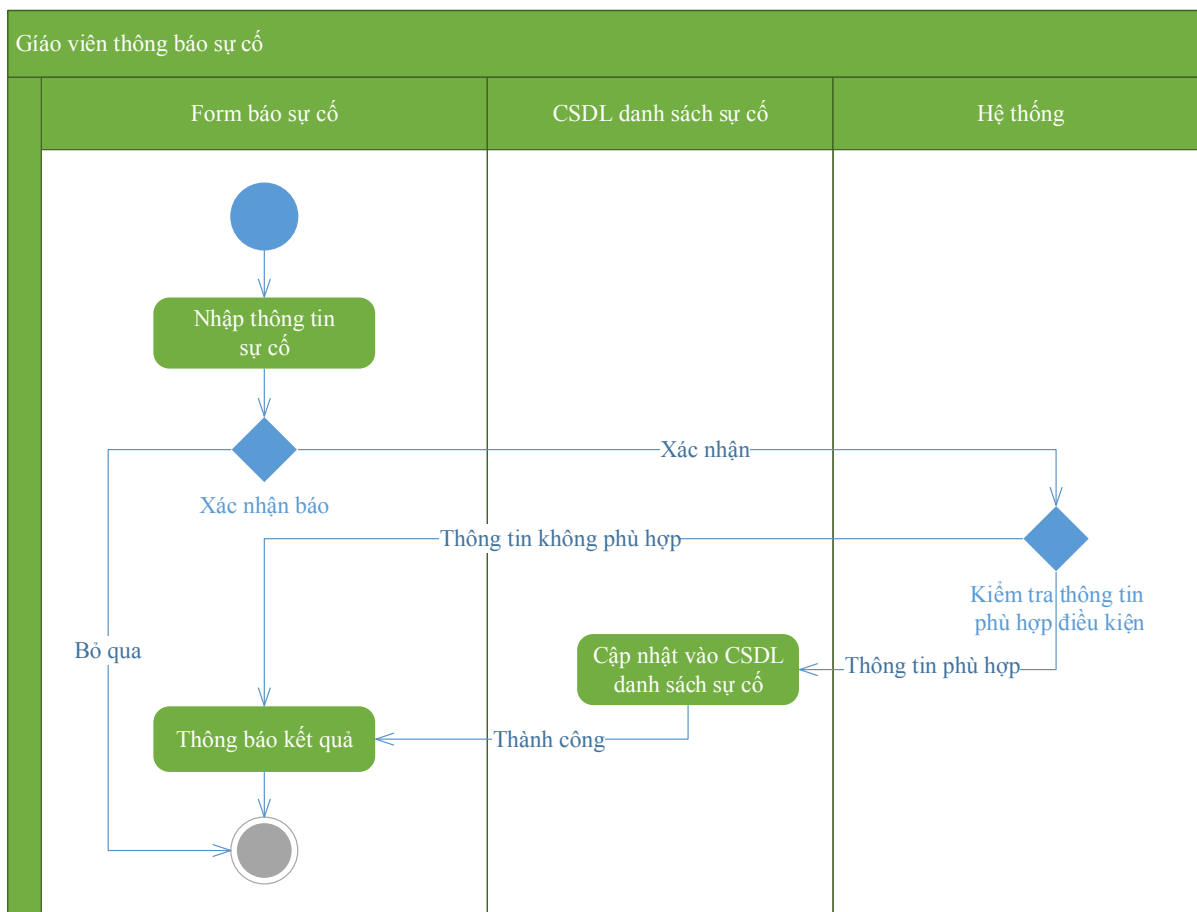 Giáo viên thông báo sự cố
Form báo sự cố
CSDL danh sách sự cố
Hệ thống
Nhập thông tin
sự cố
Xác nhận
Xác nhận báo
Thông tin không phù hợp
Kiểm tra thông tin
phù hợp điều kiện
Bỏ qua
Cập nhật vào CSDL
danh sách sự cố
Thông tin phù hợp
Thông báo kết quả
Thành công